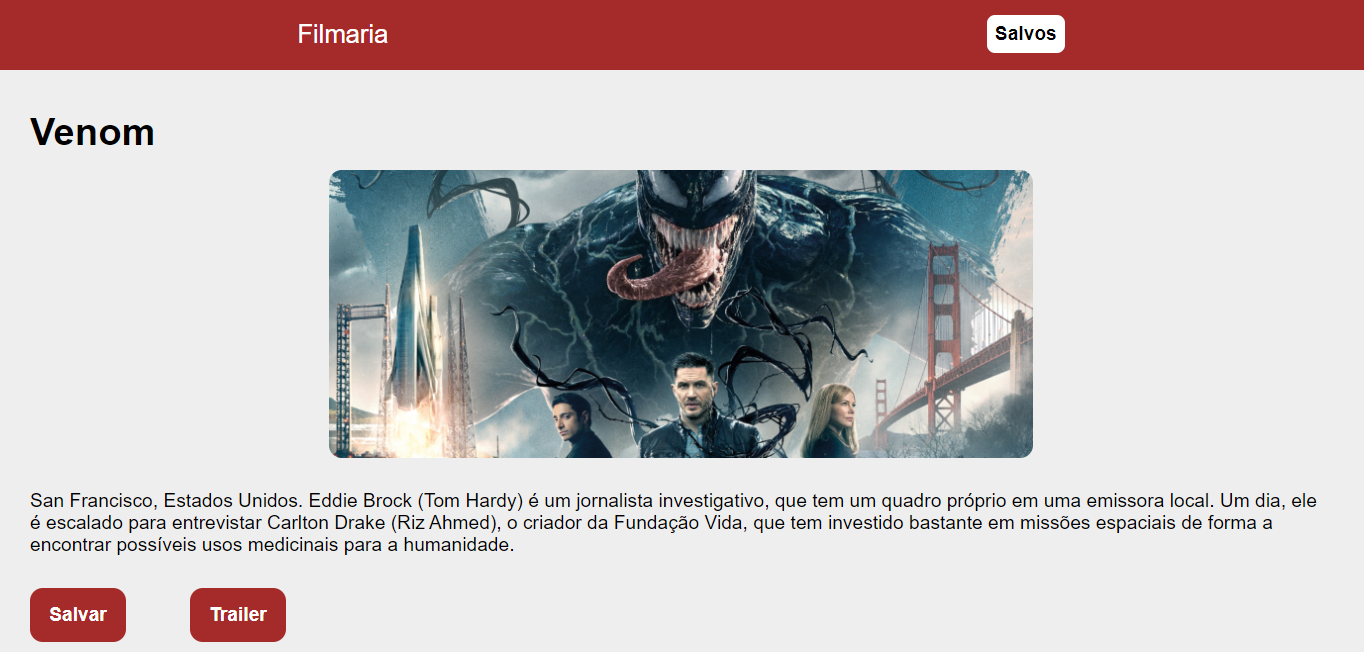 Filmaria
Salvos
Venom
San Francisco, Estados Unidos. Eddie Brock (Tom Hardy) é um jornalista investigativo, que tem um quadro próprio em uma emissora local. Um dia, ele
é escalado para entrevistar Carlton Drake (Riz Ahmed), o criador da Fundação Vida, que tem investido bastante em missões espaciais de forma a
encontrar possíveis usos medicinais para a humanidade.
Salvar
Trailer